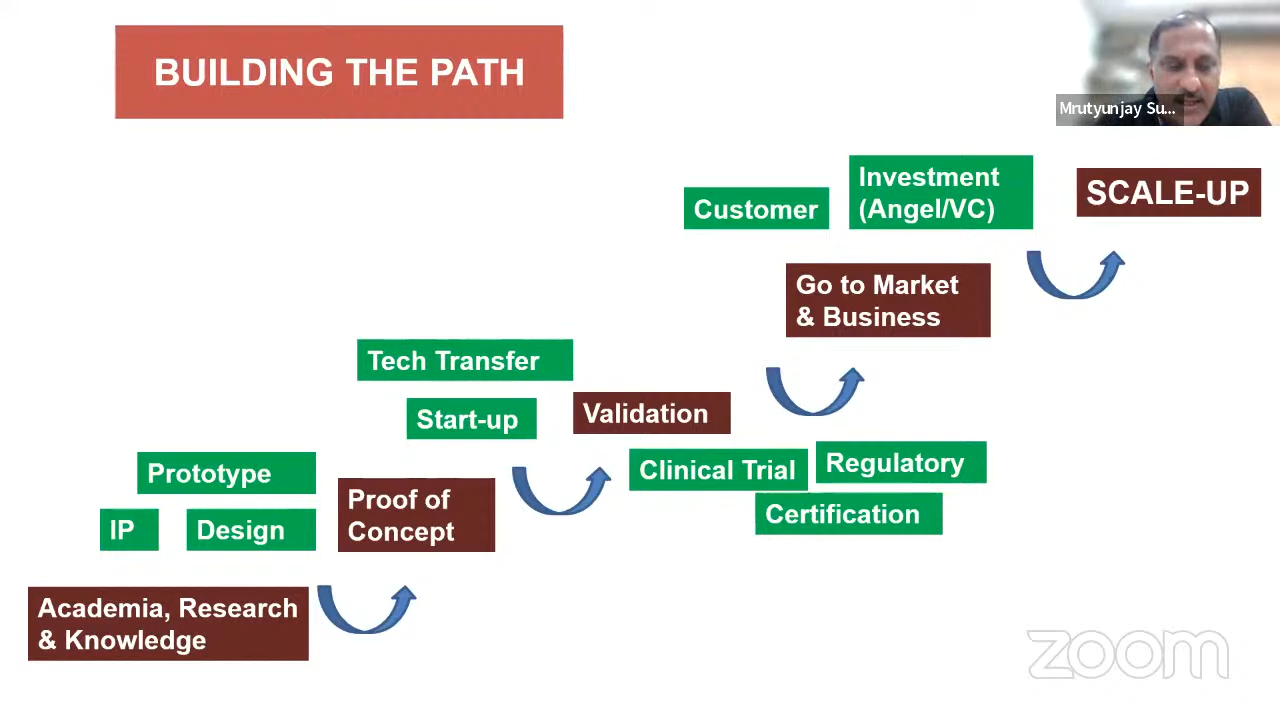 BUILDING THE PATH
Mrutyunjay Su...
Customer
Investment
(Angel/VC)
SCALE-UP
Go to Market
& Business
Tech Transfer
Start-up
Validation
Clinical Trial
Regulatory
Certification
Prototype
IP
Design
Proof of
Concept
Academia, Research
& Knowledge
zoom